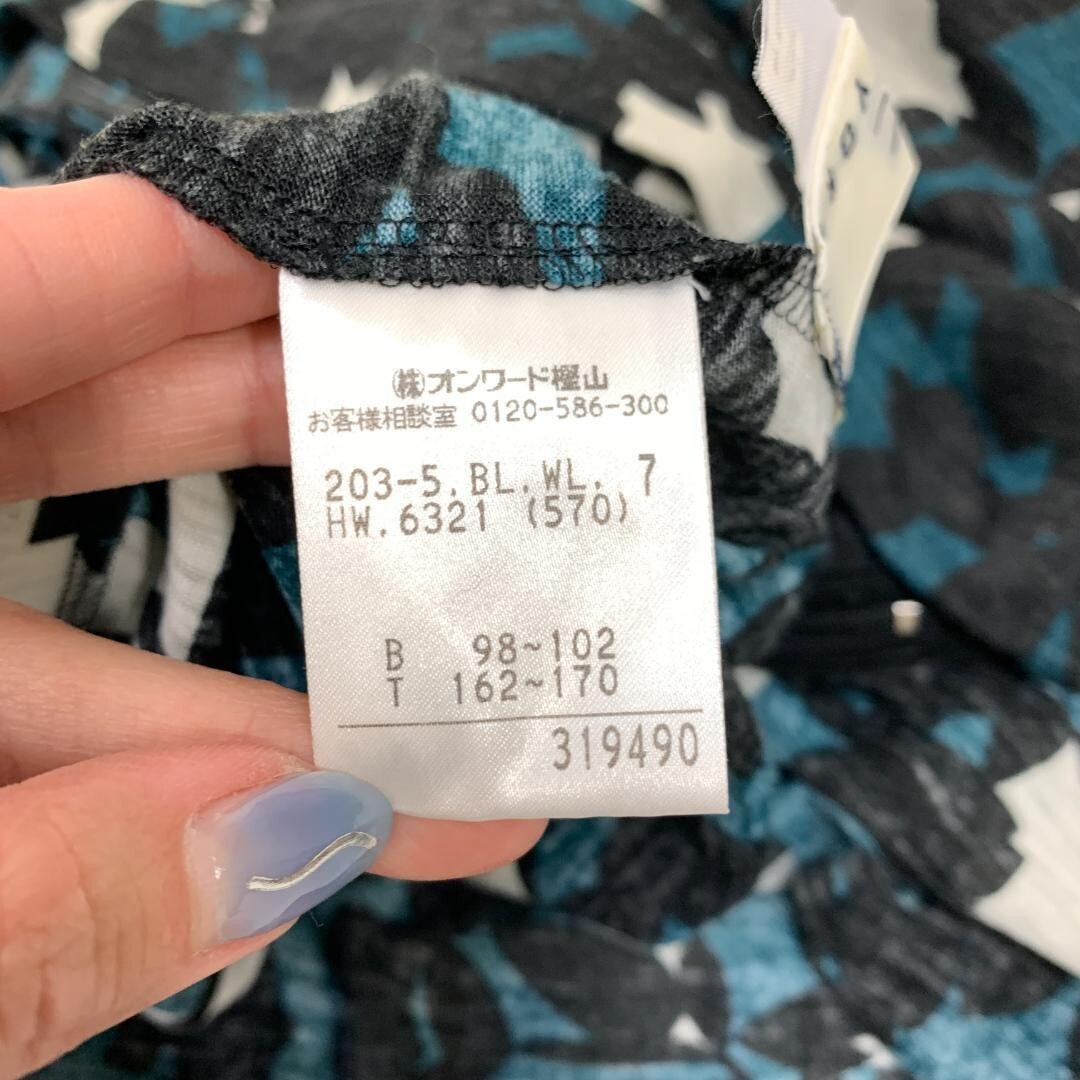 ㈱オンワード樫山
お客様相談室 0120-586-300
203-5.BL.WL. 7
HW.6321 (570)
B 98~102
T 162~170
319490